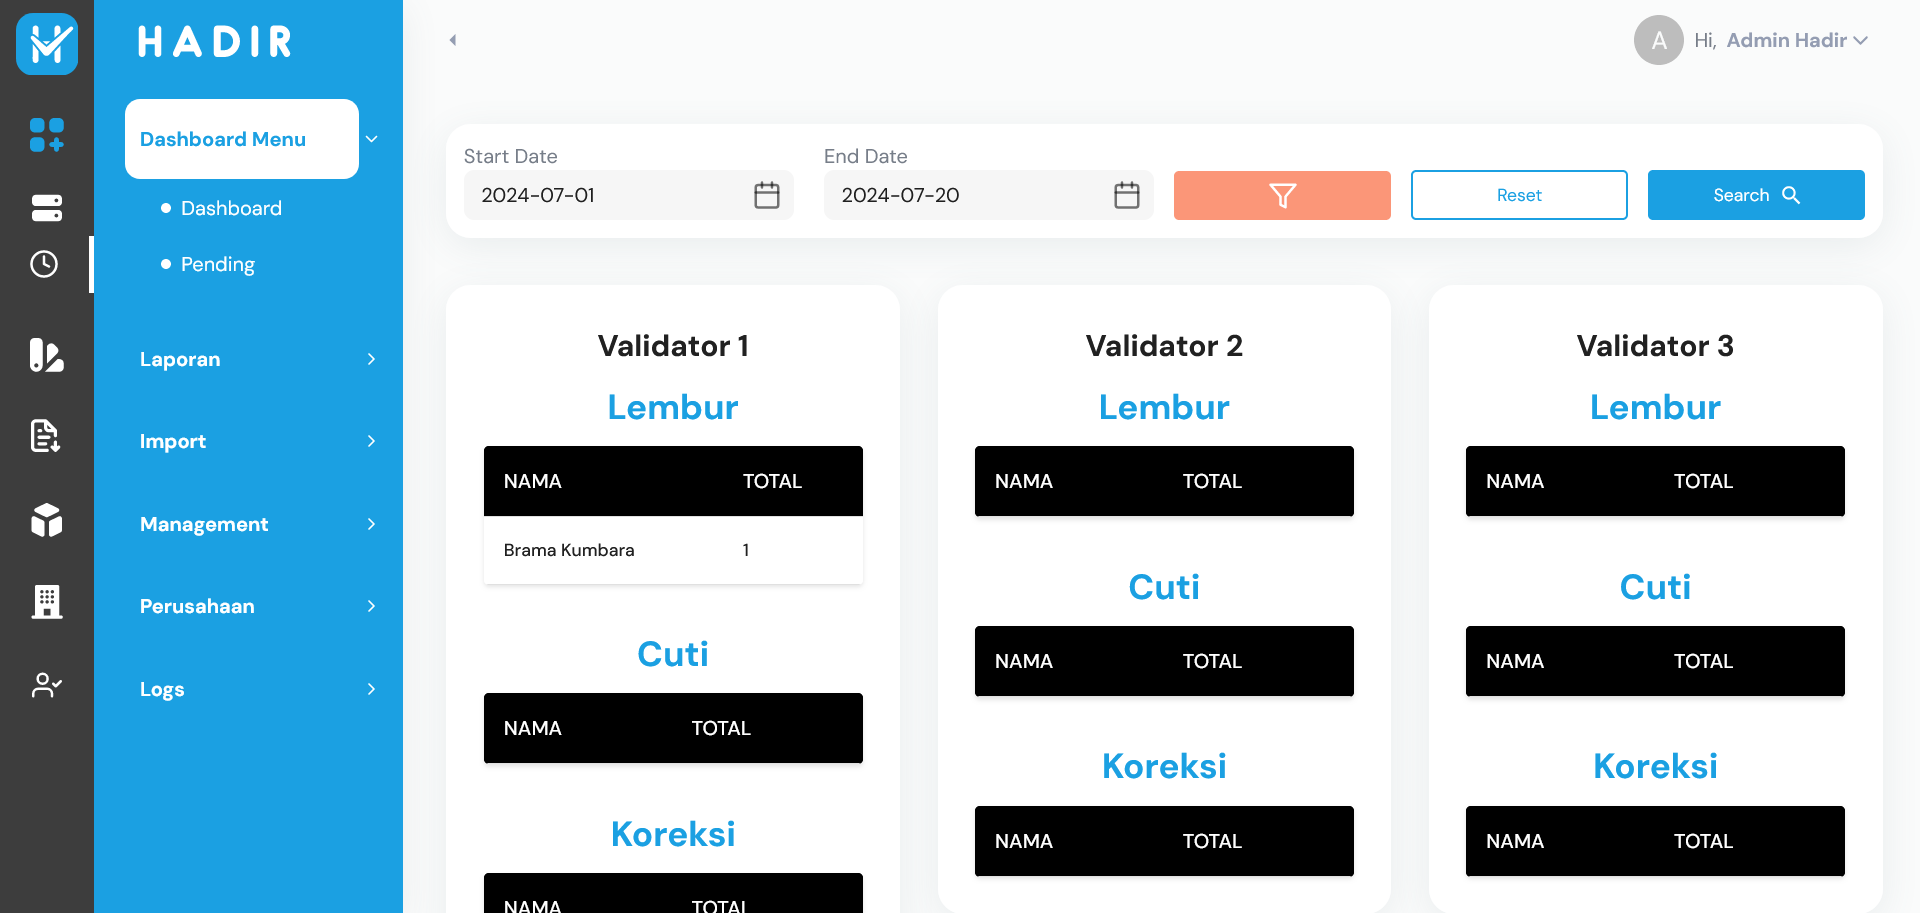 HADIR
Dashboard Menu
Dashboard
Pending
Laporan
Import
Management
Perusahaan
Logs
A
Hi, Admin Hadir
Start Date
2024-07-01
End Date
2024-07-20
Reset
Search
Validator 1
Lembur
NAMA TOTAL
Brama Kumbara 1
Cuti
NAMA TOTAL
Koreksi
NAMA TOTAL
Validator 2
Lembur
NAMA TOTAL
Cuti
NAMA TOTAL
Koreksi
NAMA TOTAL
Validator 3
Lembur
NAMA TOTAL
Cuti
NAMA TOTAL
Koreksi
NAMA TOTAL